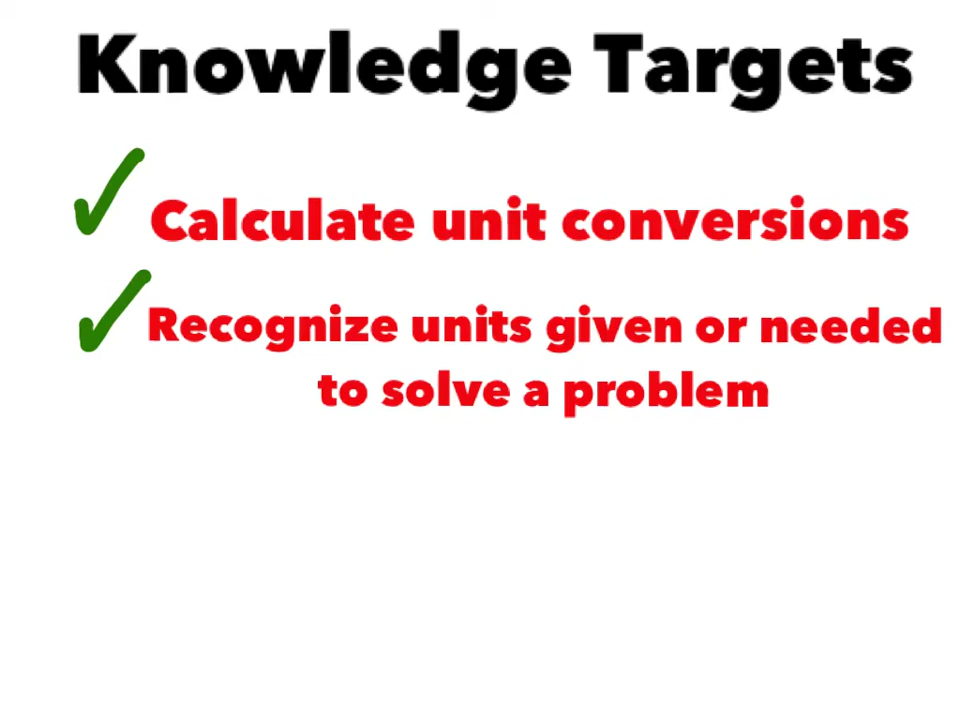 Knowledge Targets
Calculate unit conversions
Recognize units given or needed
to solve a problem